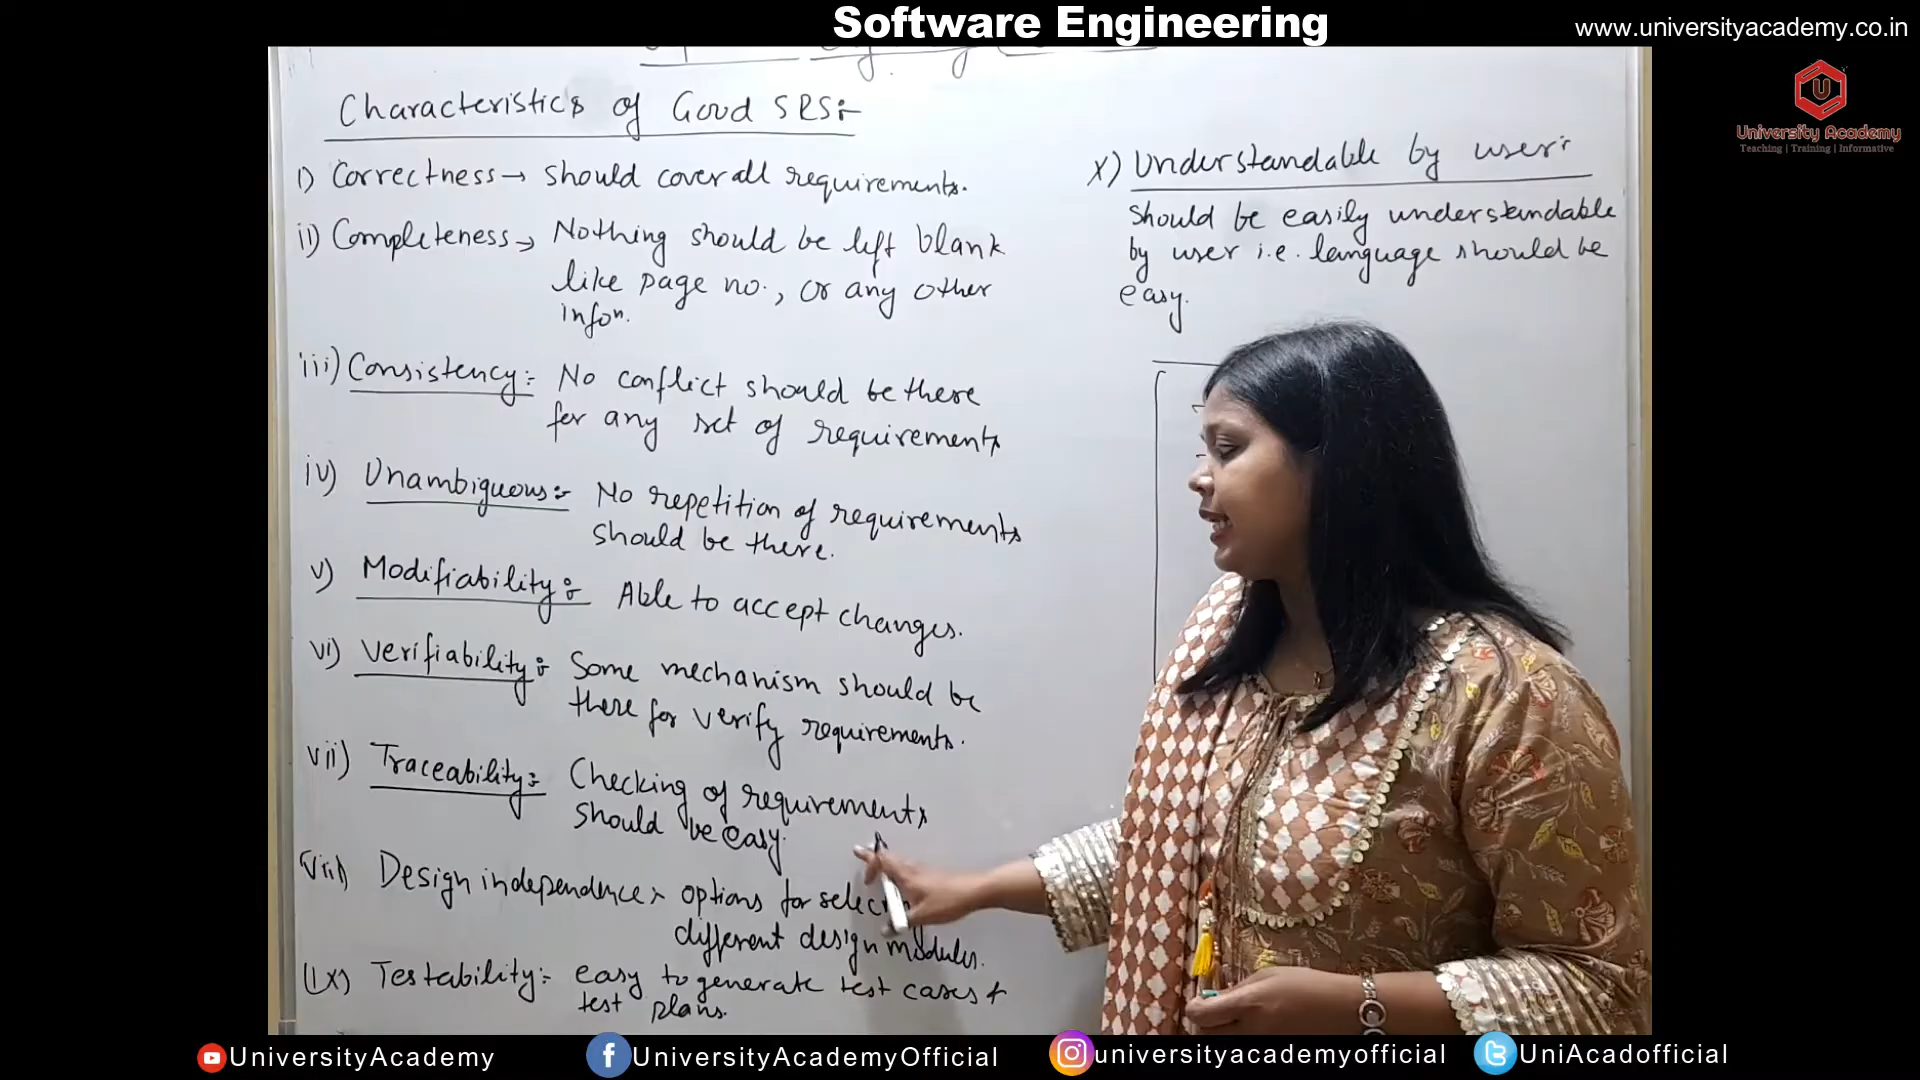 Software Engineering
www.universityacademy.co.in
University Academy
Teaching | Training | Informative
Characteristics of Good SRS:-
i) Correctness → Should cover all requirements.
ii) Completeness → Nothing should be left blank
like page no., or any other
infoⁿ.
iii) Consistency:- No conflict should be there
for any set of requirements
iv) Unambiguous:- No repetition of requirements
should be there.
v) Modifiability:- Able to accept changes.
vi) Verifiability:- Some mechanism should be
there for verify requirements.
vii) Traceability:- Checking of requirements
should be easy.
viii) Design independence:- options for
different design modules.
(ix) Testability:- easy to generate test cases +
test plans.
x) Understandable by user:-
Should be easily understandable
by user i.e. language should be
easy.
UniversityAcademy
UniversityAcademyOfficial
universityacademyofficial
UniAcadofficial